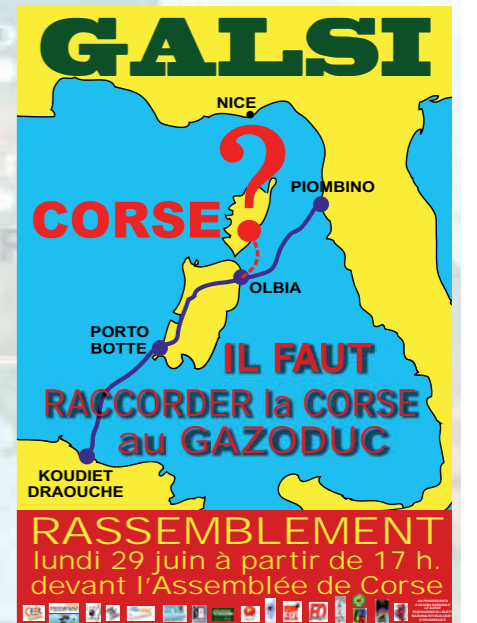 GALSI
NICE
?
PIOMBINO
CORSE
OLBIA
PORTO
BOTTE
IL FAUT
RACCORDER la CORSE
au GAZODUC
KOUDIET
DRAOUCHE
RASSEMBLEMENT
lundi 29 juin à partir de 17 h.
devant l'Assemblée de Corse